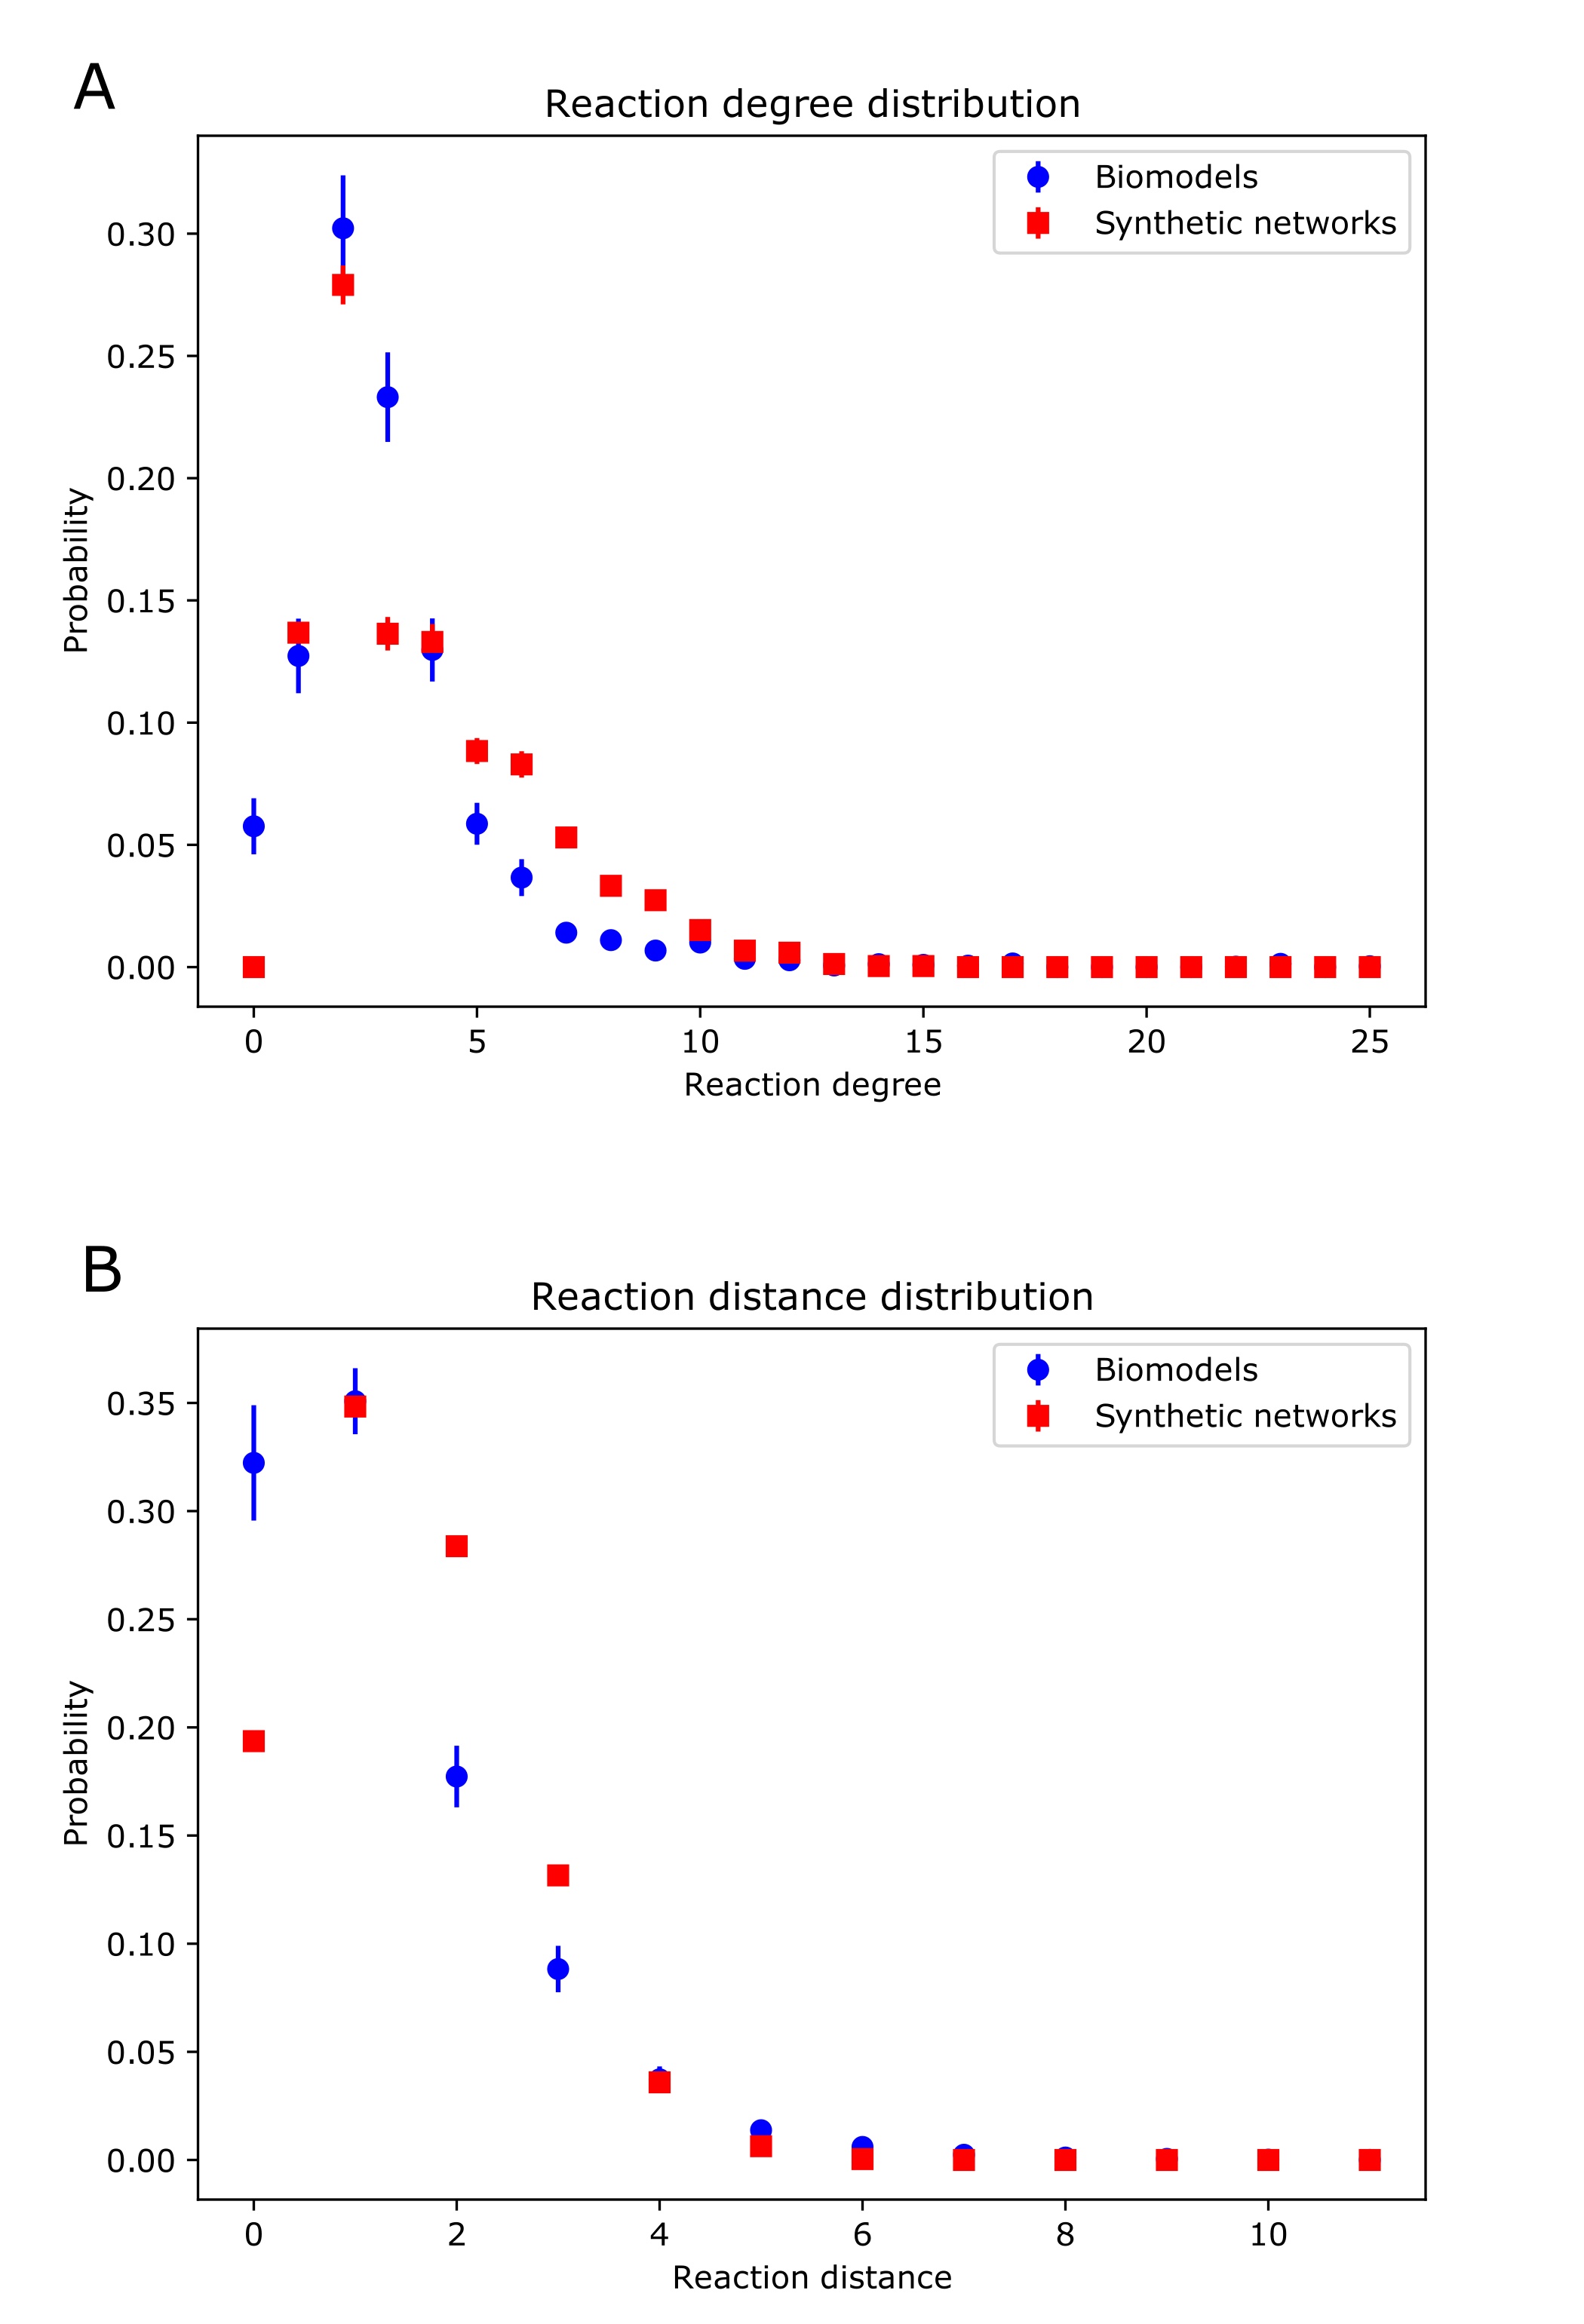 A
Reaction degree distribution
Biomodels
Synthetic networks
0.30
0.25
0.20
0.15
0.10
0.05
0.00
Probability
0 5 10 15 20 25
Reaction degree
B
Reaction distance distribution
Biomodels
Synthetic networks
0.35
0.30
0.25
0.20
0.15
0.10
0.05
0.00
Probability
0 2 4 6 8 10
Reaction distance